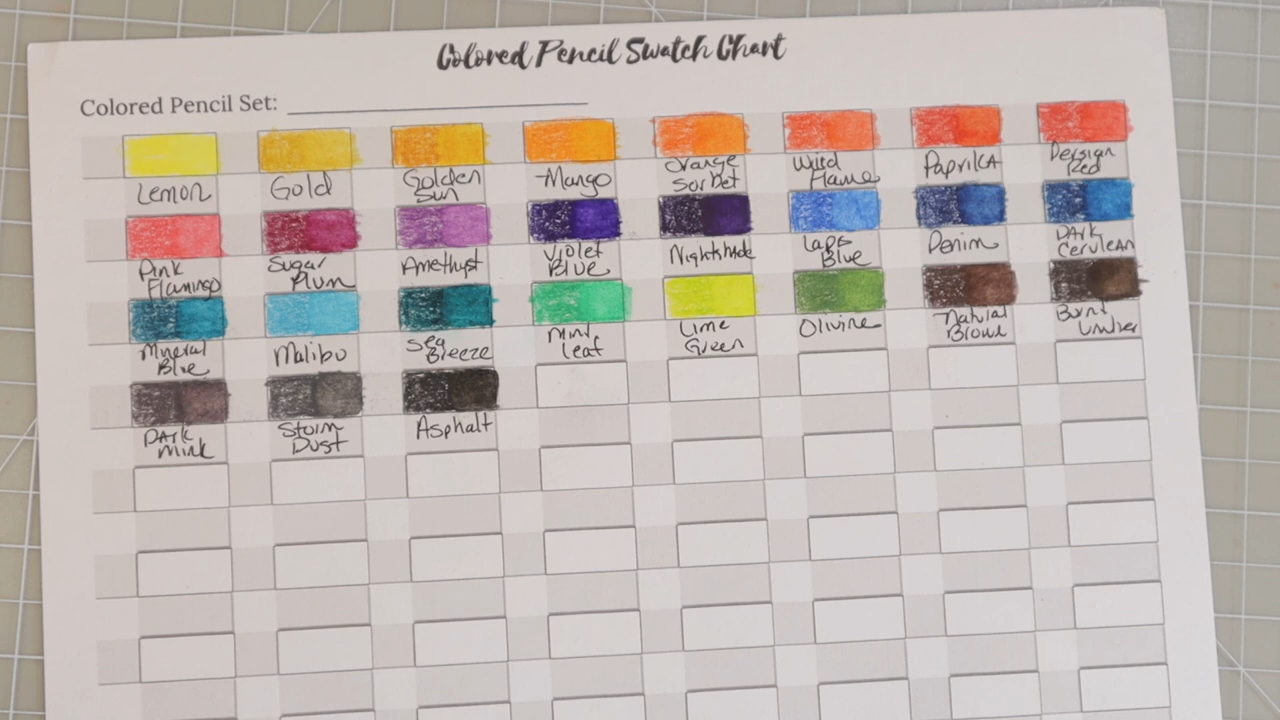 Colored Pencil Swatch Chart
Colored Pencil Set:
Lemon
Gold
Golden
Sun
Mango
Orange
Sorbet
Wild
Flame
Paprika
Persian
Red
Pink
Flamingo
Sugar
Plum
Amethyst
Violet
Blue
Nightshade
Lapis
Blue
Denim
Dark
Cerulean
Mineral
Blue
Malibu
Sea
Breeze
Mint
Leaf
Lime
Green
Olivine
Natural
Brown
Burnt
Umber
Dark
Mink
Storm
Dust
Asphalt